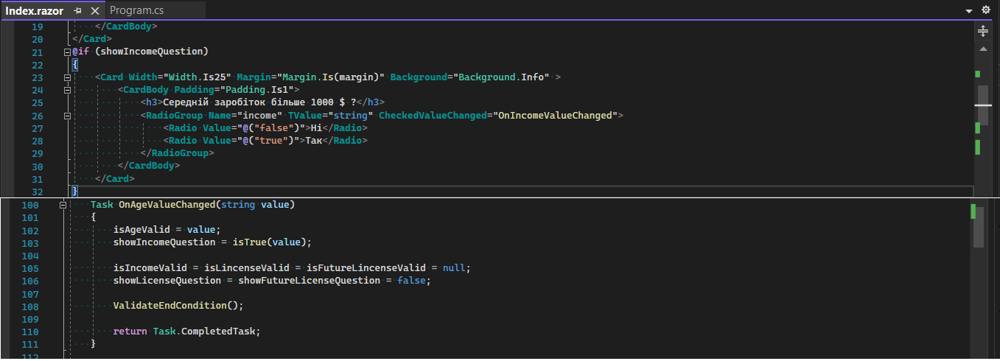 Index.razor Program.cs
19 </CardBody>
20 </Card>
21 @if (showIncomeQuestion)
22 {
23 <Card Width="Width.Is25" Margin="Margin.Is(margin)" Background="Background.Info" >
24 <CardBody Padding="Padding.Is1">
25 <h3>Середній заробіток більше 1000 $ ?</h3>
26 <RadioGroup Name="income" TValue="string" CheckedValueChanged="OnIncomeValueChanged">
27 <Radio Value="@("false")">Ні</Radio>
28 <Radio Value="@("true")">Так</Radio>
29 </RadioGroup>
30 </CardBody>
31 </Card>
32 }
100 Task OnAgeValueChanged(string value)
101 {
102 isAgeValid = value;
103 showIncomeQuestion = isTrue(value);
104
105 isIncomeValid = isLincenseValid = isFutureLincenseValid = null;
106 showLicenseQuestion = showFutureLicenseQuestion = false;
107
108 ValidateEndCondition();
109
110 return Task.CompletedTask;
111 }
112